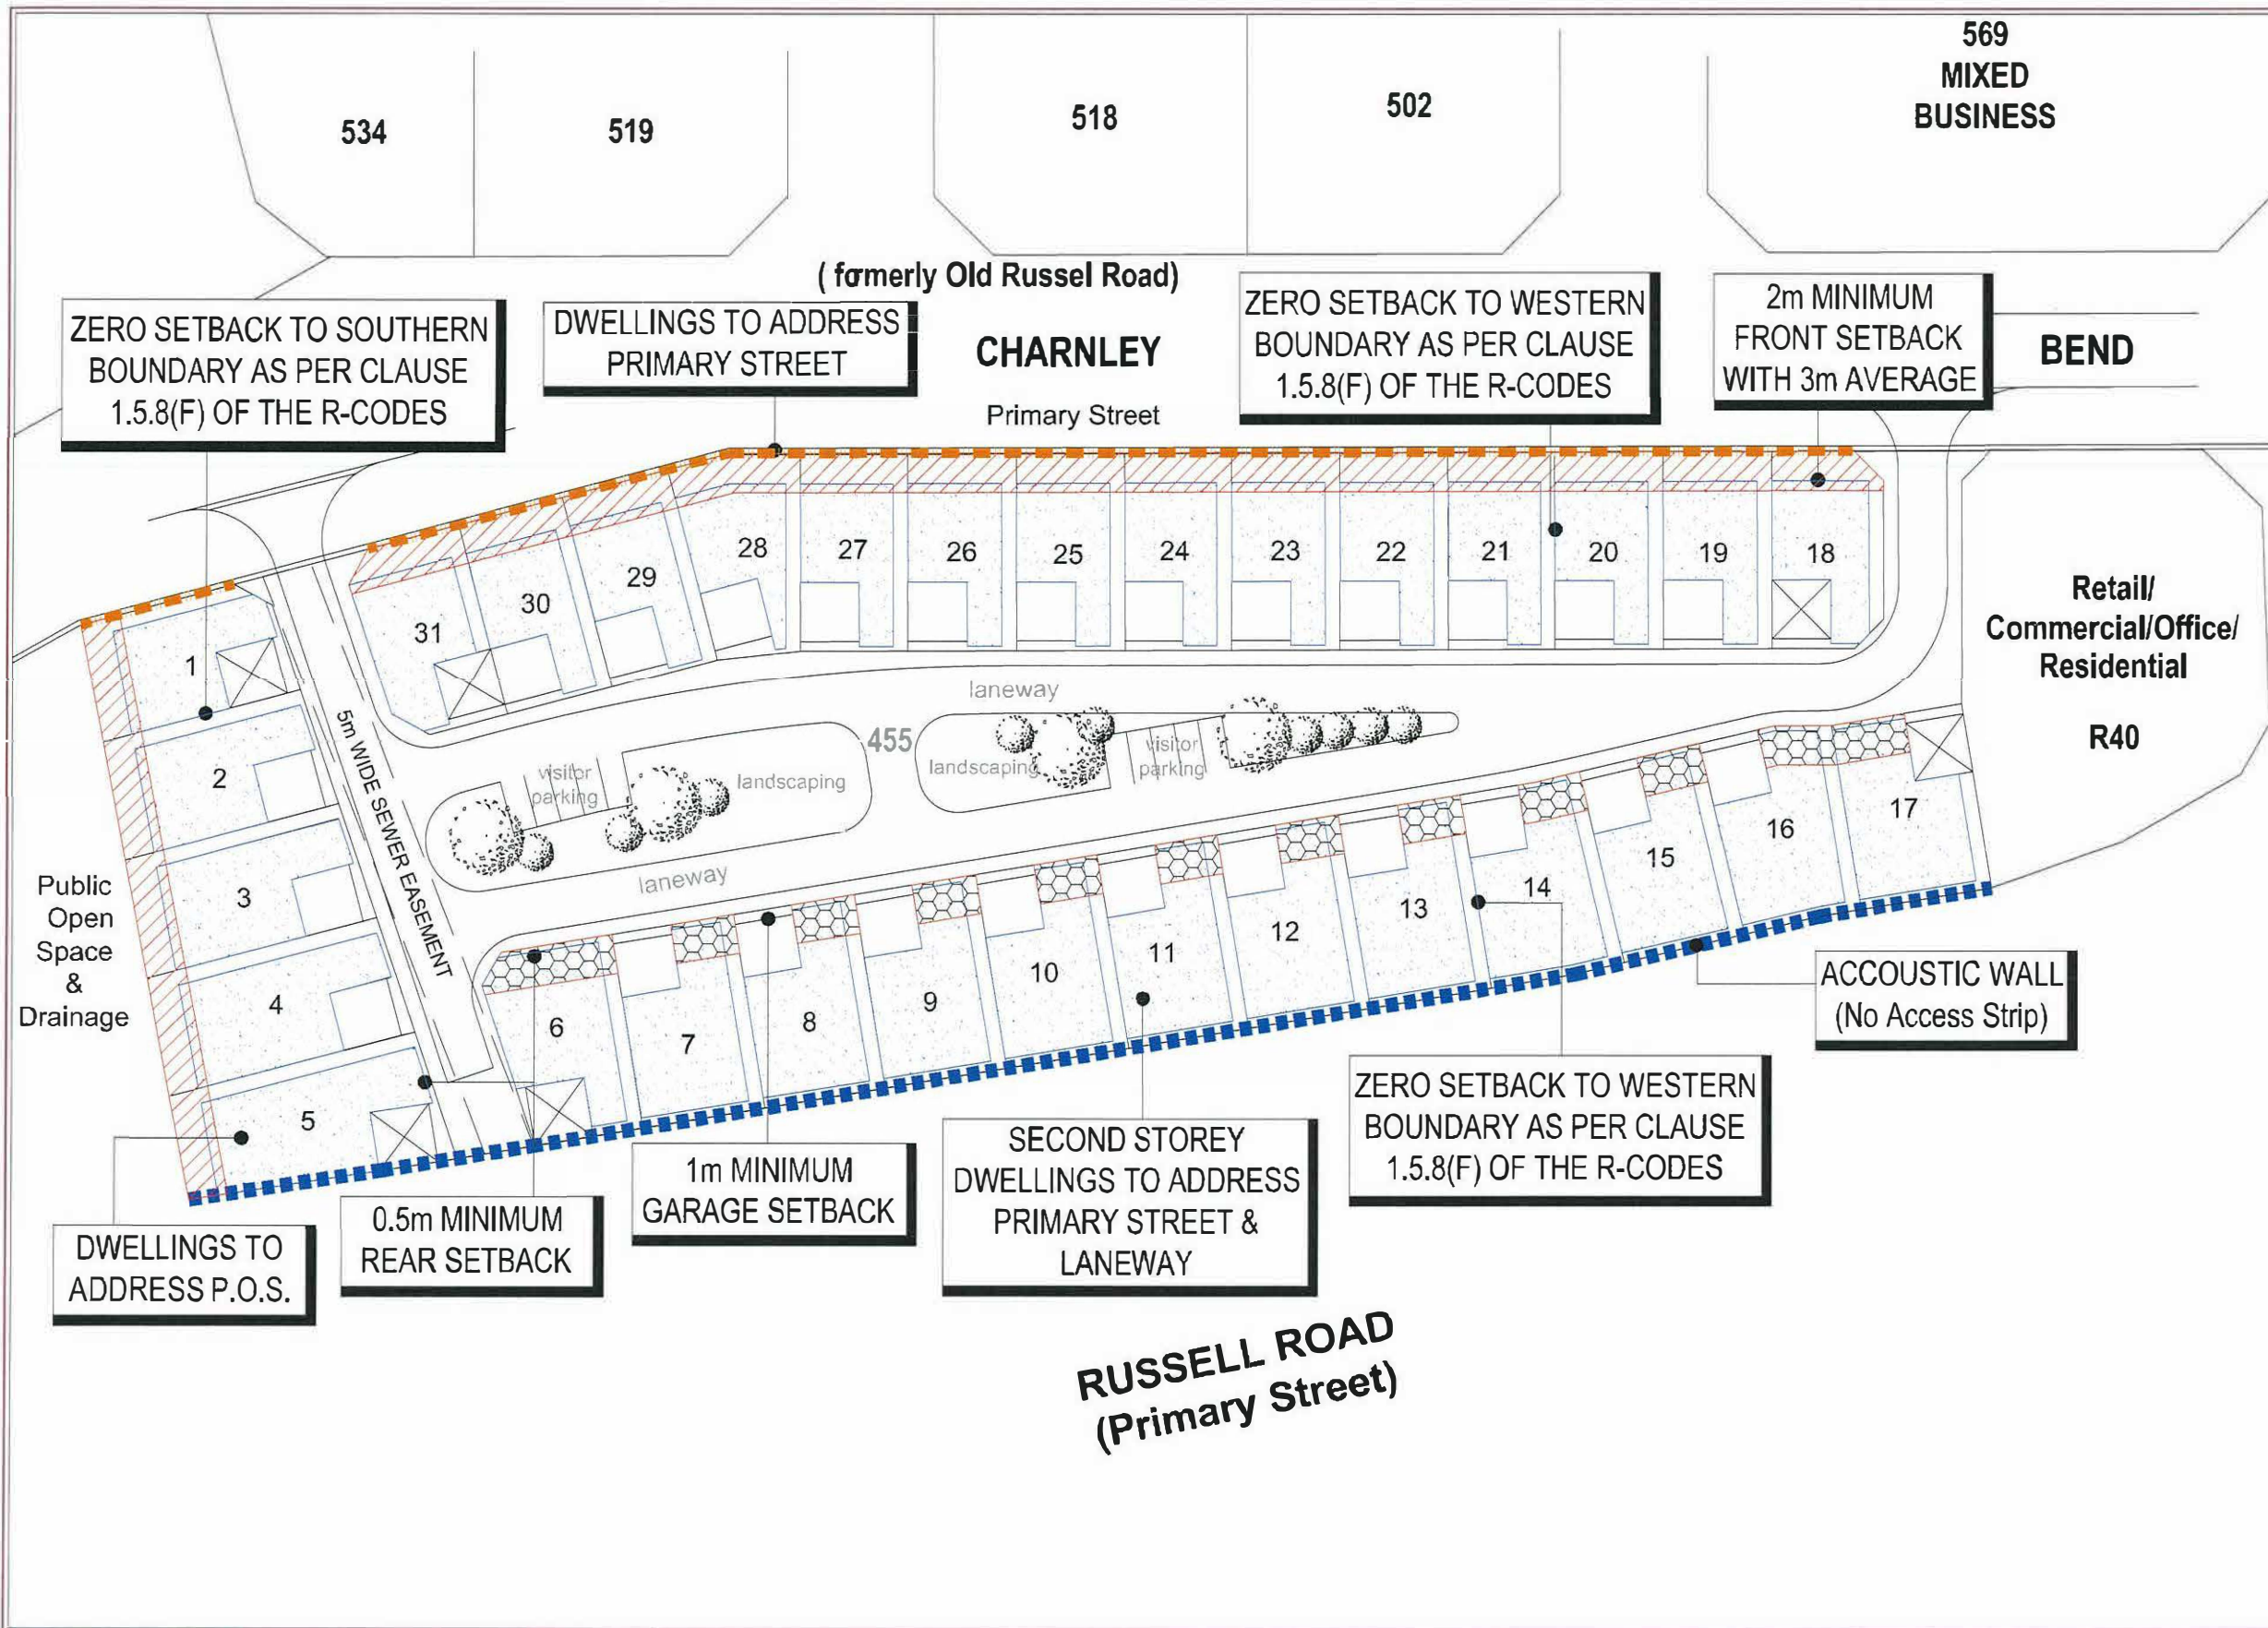 569
MIXED
BUSINESS
534
519
518
502
( formerly Old Russel Road)
CHARNLEY
Primary Street
BEND
ZERO SETBACK TO SOUTHERN
BOUNDARY AS PER CLAUSE
1.5.8(F) OF THE R-CODES
DWELLINGS TO ADDRESS
PRIMARY STREET
ZERO SETBACK TO WESTERN
BOUNDARY AS PER CLAUSE
1.5.8(F) OF THE R-CODES
2m MINIMUM
FRONT SETBACK
WITH 3m AVERAGE
31
30
29
28
27
26
25
24
23
22
21
20
19
18
Retail/
Commercial/Office/
Residential
R40
1
2
3
4
5
5m WIDE SEWER EASEMENT
Public
Open
Space
&
Drainage
laneway
455
visitor
parking
landscaping
landscaping
visitor
parking
laneway
6
7
8
9
10
11
12
13
14
15
16
17
ACCOUSTIC WALL
(No Access Strip)
ZERO SETBACK TO WESTERN
BOUNDARY AS PER CLAUSE
1.5.8(F) OF THE R-CODES
SECOND STOREY
DWELLINGS TO ADDRESS
PRIMARY STREET &
LANEWAY
1m MINIMUM
GARAGE SETBACK
0.5m MINIMUM
REAR SETBACK
DWELLINGS TO
ADDRESS P.O.S.
RUSSELL ROAD
(Primary Street)